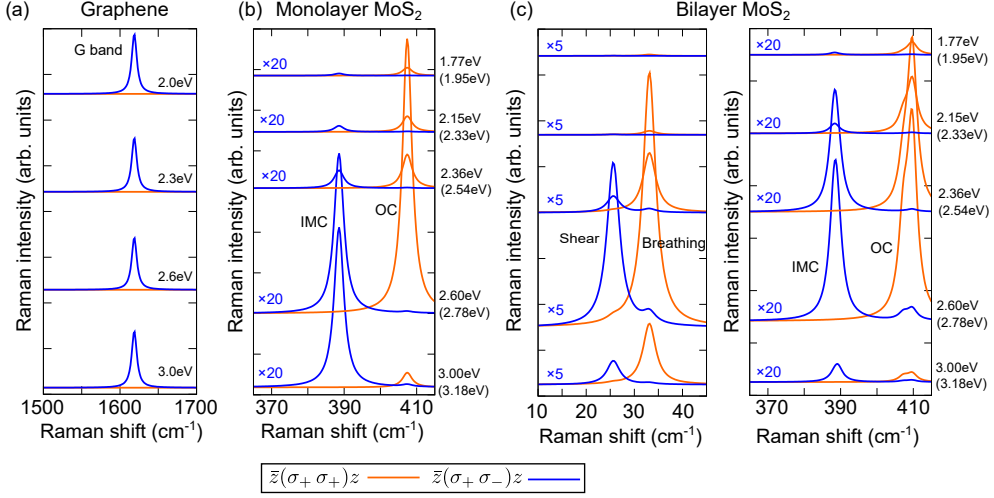 (a) Graphene
Raman intensity (arb. units)
G band
2.0eV
2.3eV
2.6eV
3.0eV
1500 1600 1700
Raman shift (cm⁻¹)
(b) Monolayer MoS₂
Raman intensity (arb. units)
×20
1.77eV
(1.95eV)
×20
2.15eV
(2.33eV)
×20
2.36eV
(2.54eV)
IMC OC
×20
2.60eV
(2.78eV)
×20
3.00eV
(3.18eV)
370 390 410
Raman shift (cm⁻¹)
(c) Bilayer MoS₂
Raman intensity (arb. units)
×5
×5
×5
Shear Breathing
×5
×5
10 20 30 40
Raman shift (cm⁻¹)
Raman intensity (arb. units)
×20
1.77eV
(1.95eV)
×20
2.15eV
(2.33eV)
×20
2.36eV
(2.54eV)
IMC OC
×20
2.60eV
(2.78eV)
×20
3.00eV
(3.18eV)
370 390 410
Raman shift (cm⁻¹)
z̄(σ₊ σ₊)z z̄(σ₊ σ₋)z